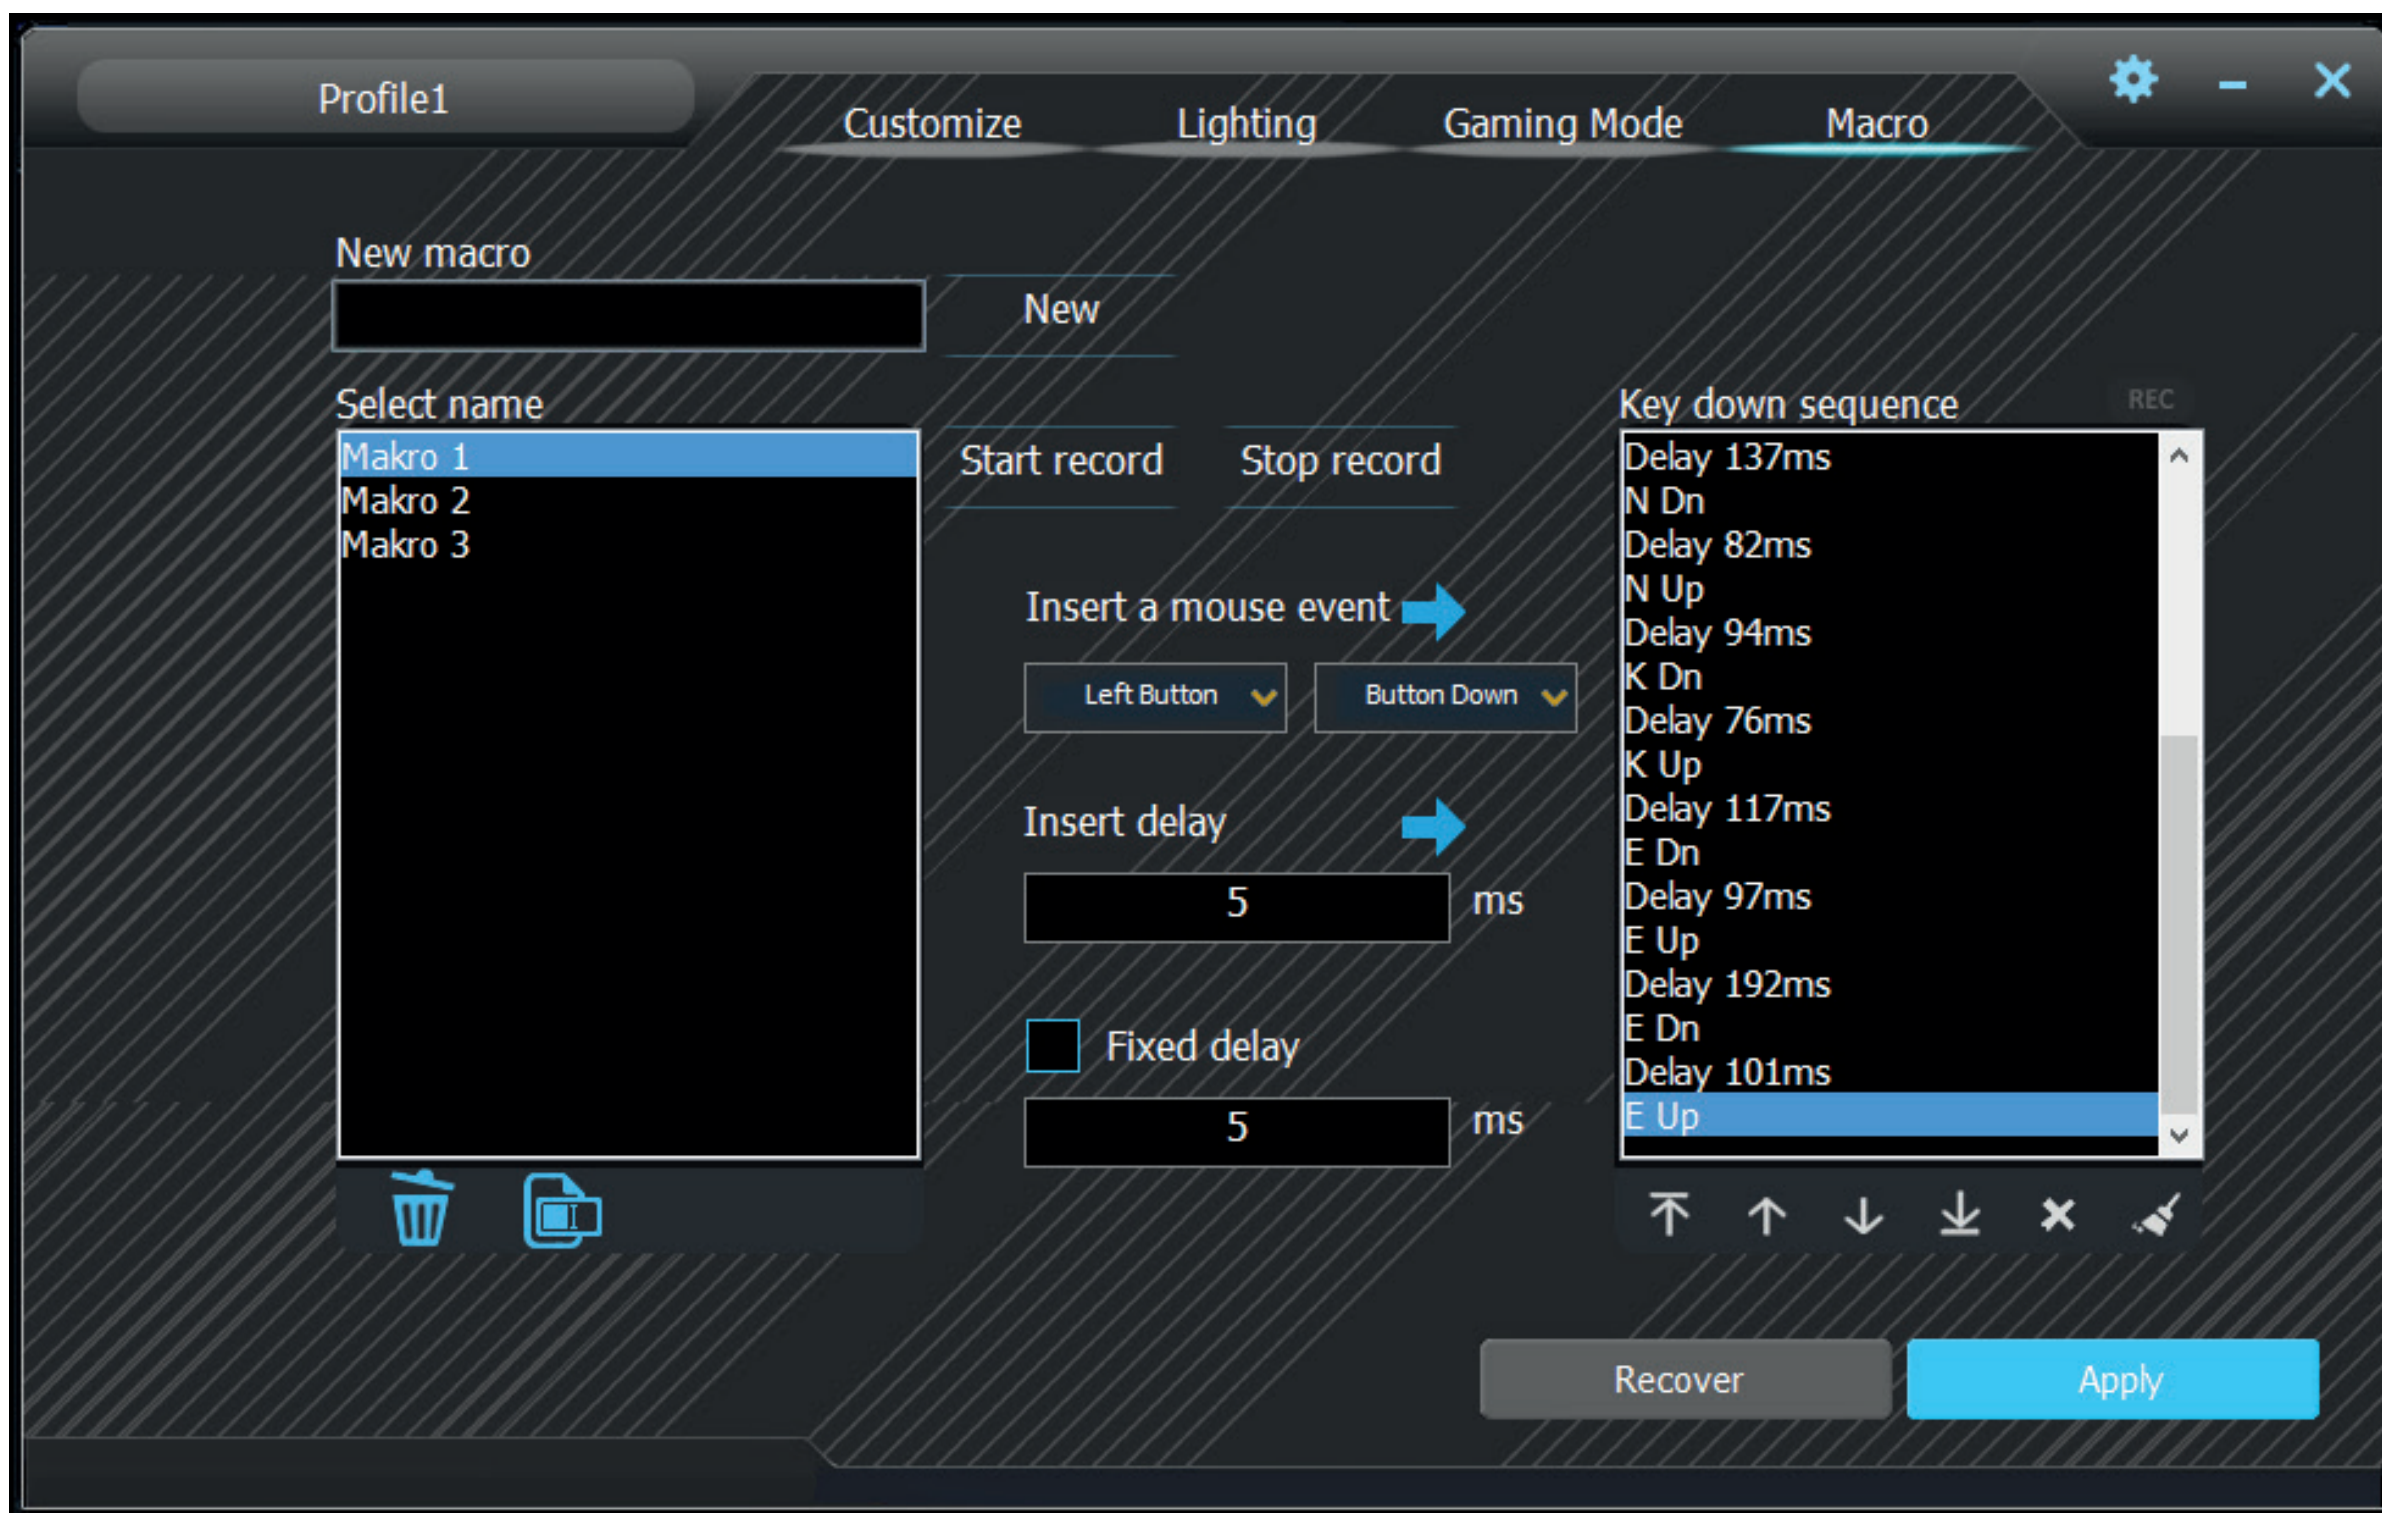 Profile1
Customize
Lighting
Gaming Mode
Macro
New macro
New
Select name
Makro 1
Makro 2
Makro 3
Start record
Stop record
Insert a mouse event
Left Button
Button Down
Insert delay
5
ms
Fixed delay
5
ms
Key down sequence
REC
Delay 137ms
N Dn
Delay 82ms
N Up
Delay 94ms
K Dn
Delay 76ms
K Up
Delay 117ms
E Dn
Delay 97ms
E Up
Delay 192ms
E Dn
Delay 101ms
E Up
Recover
Apply